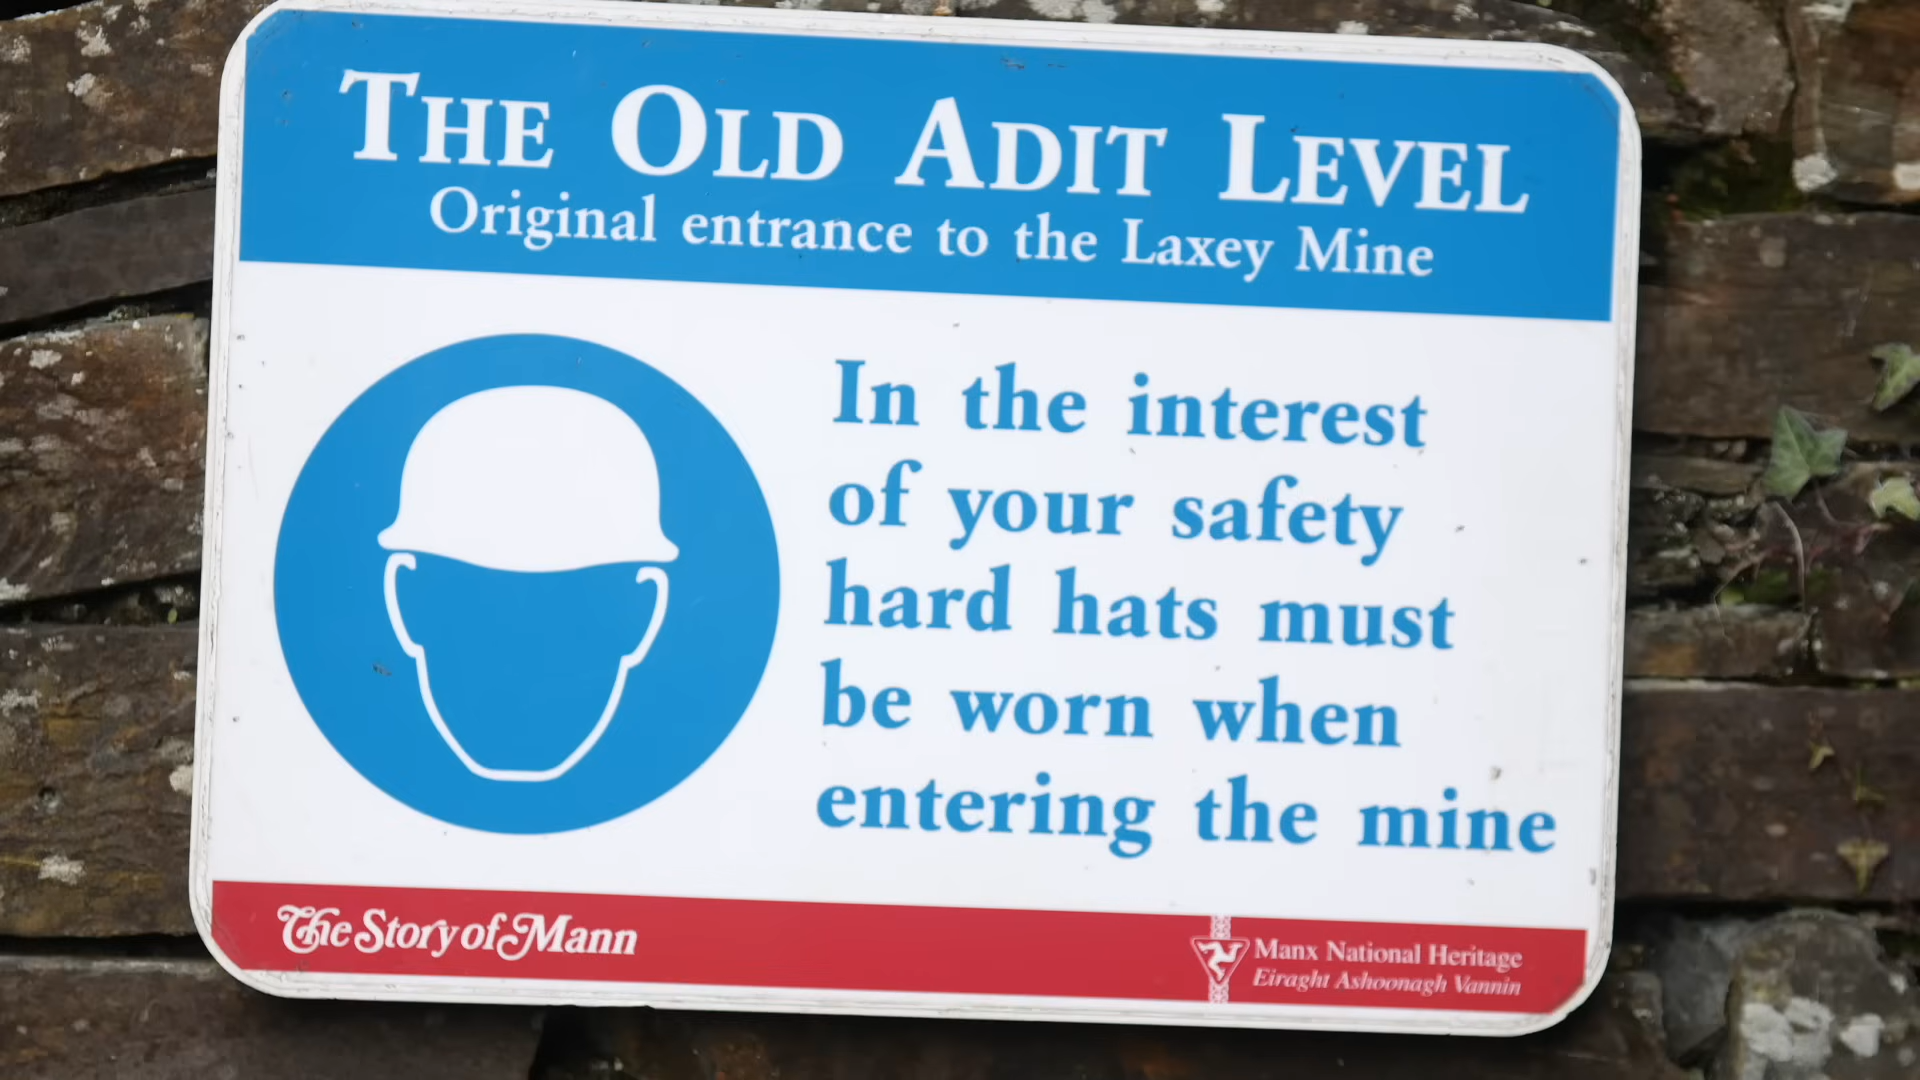 THE OLD ADIT LEVEL
Original entrance to the Laxey Mine
In the interest
of your safety
hard hats must
be worn when
entering the mine
The Story of Mann
Manx National Heritage
Eiraght Ashoonagh Vannin